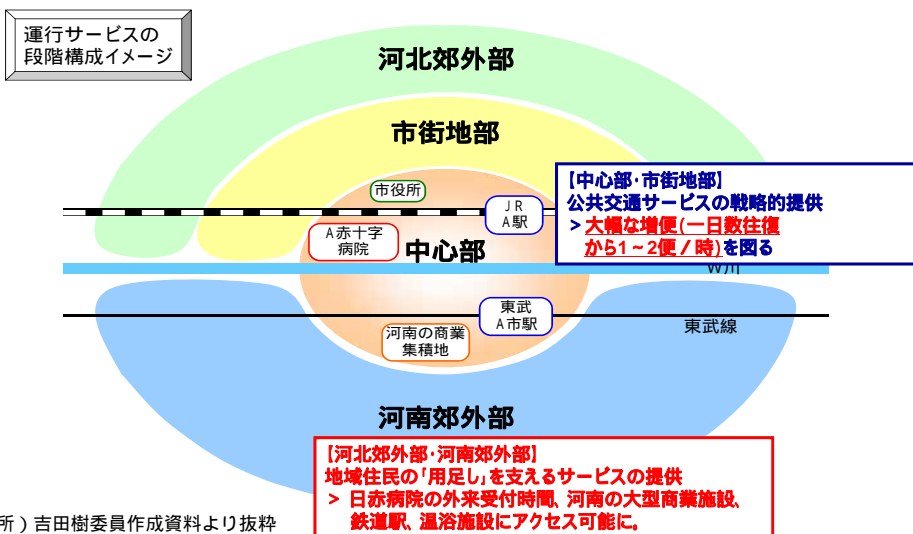 運行サービスの
段階構成イメージ
河北郊外部
市街地部
市役所
JR
A駅
A赤十字
病院
中心部
【中心部・市街地部】
公共交通サービスの戦略的提供
>大幅な増便(一日数往復
から1~2便/時)を図る
W川
東武
A市駅
東武線
河南の商業
集積地
河南郊外部
【河北郊外部・河南郊外部】
地域住民の「用足し」を支えるサービスの提供
> 日赤病院の外来受付時間、河南の大型商業施設、
鉄道駅、温浴施設にアクセス可能に。
所)吉田樹委員作成資料より抜粋